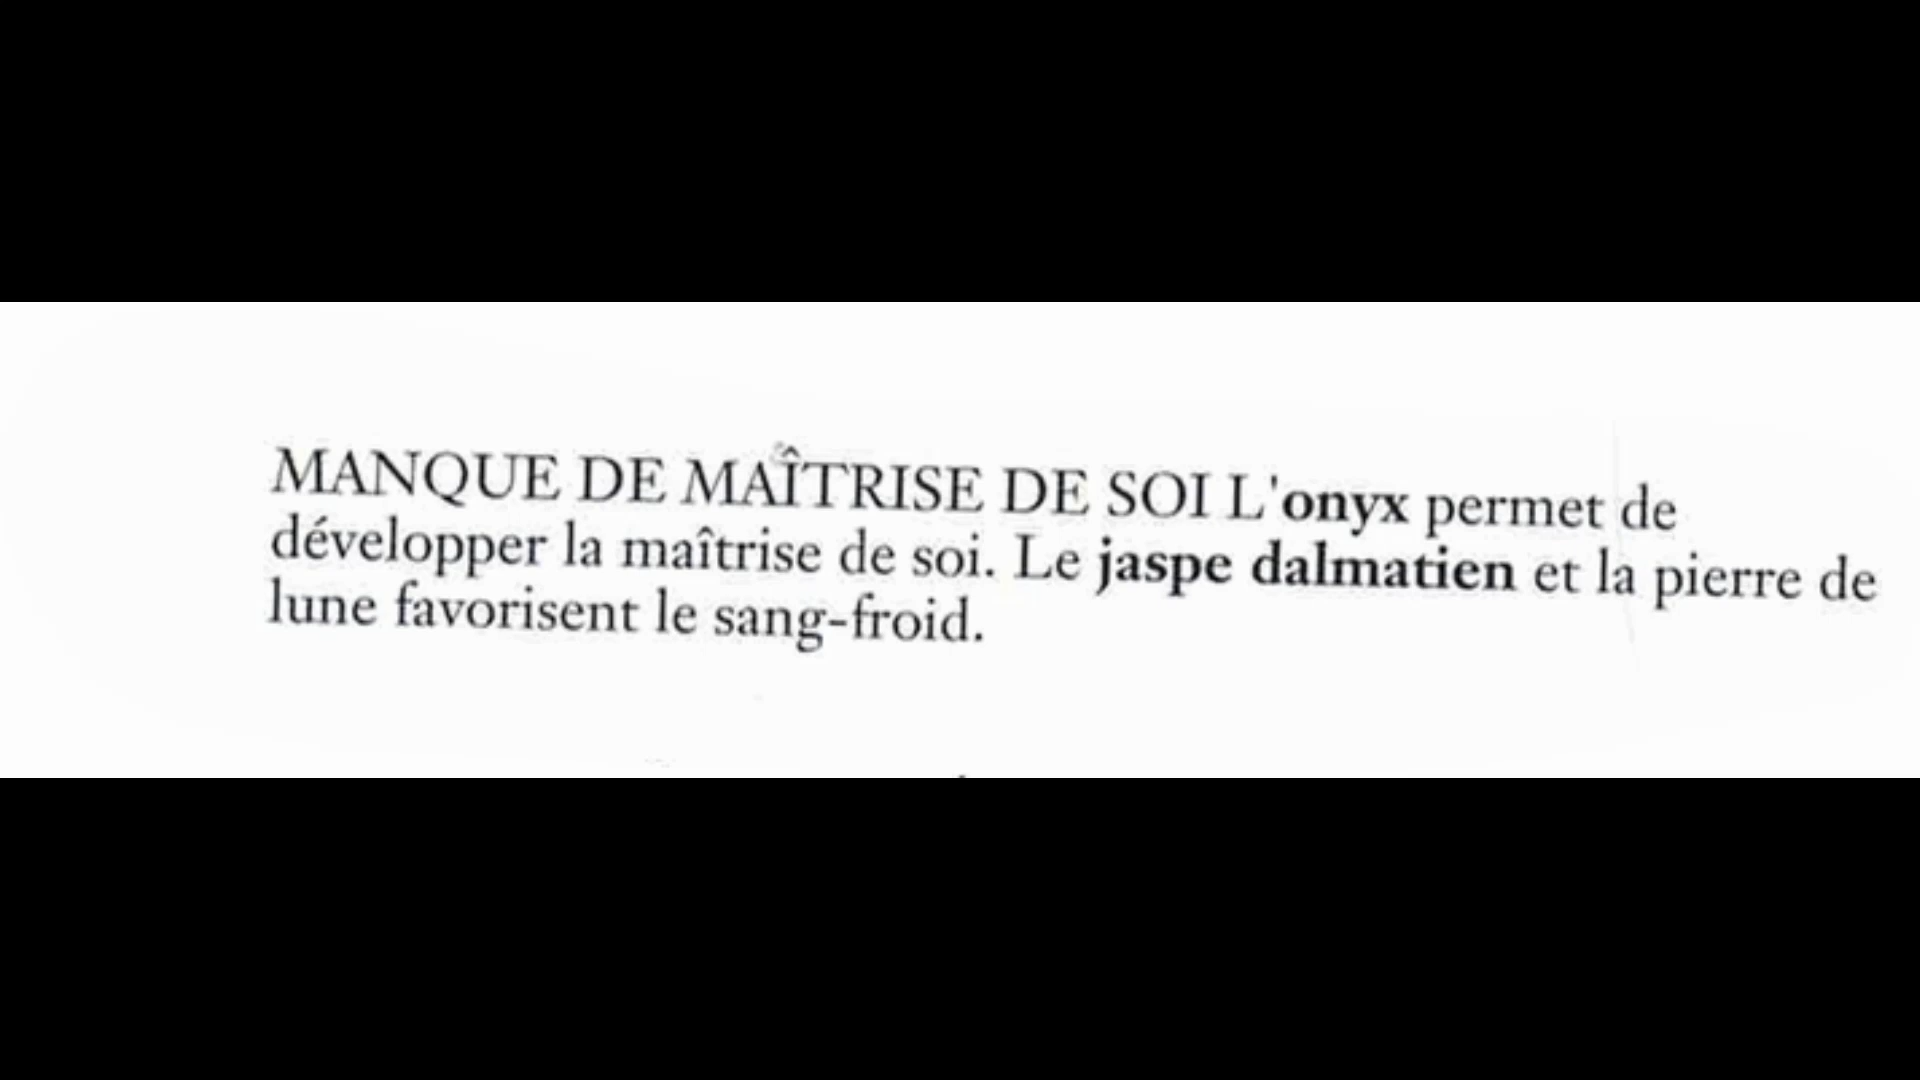 MANQUE DE MAÎTRISE DE SOI L'onyx permet de
développer la maîtrise de soi. Le jaspe dalmatien et la pierre de
lune favorisent le sang-froid.